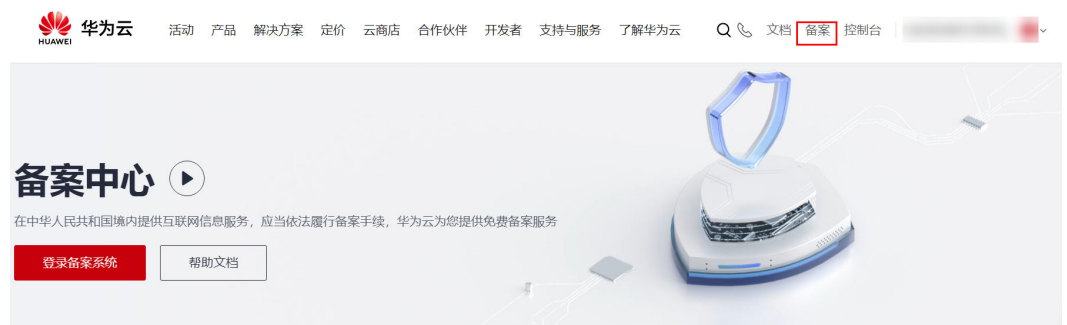 HUAWEI 华为云 活动 产品 解决方案 定价 云商店 合作伙伴 开发者 支持与服务 了解华为云 文档 备案 控制台
备案中心
在中华人民共和国境内提供互联网信息服务，应当依法履行备案手续，华为云为您提供免费备案服务
登录备案系统 帮助文档